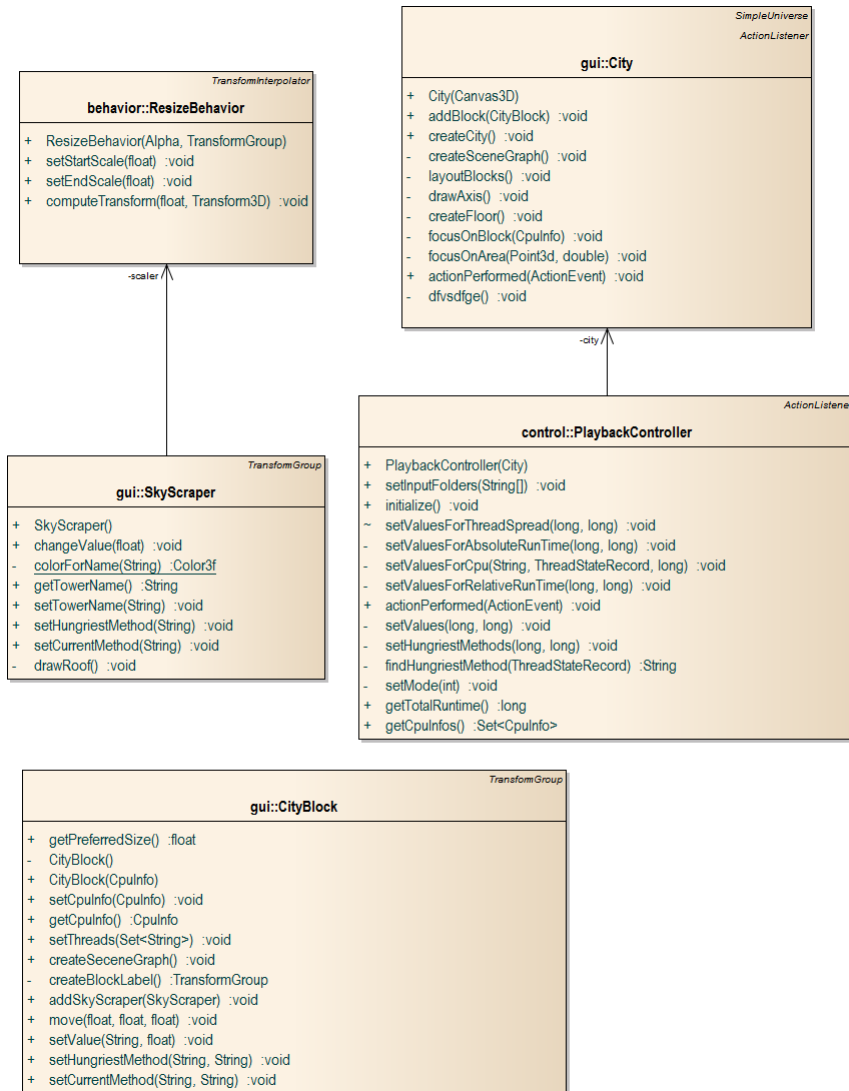 TransformInterpolator
behavior::ResizeBehavior
+ ResizeBehavior(Alpha, TransformGroup)
+ setStartScale(float) :void
+ setEndScale(float) :void
+ computeTransform(float, Transform3D) :void
-scaler
SimpleUniverse
ActionListener
gui::City
+ City(Canvas3D)
+ addBlock(CityBlock) :void
+ createCity() :void
- createSceneGraph() :void
- layoutBlocks() :void
- drawAxis() :void
- createFloor() :void
- focusOnBlock(CpuInfo) :void
- focusOnArea(Point3d, double) :void
+ actionPerformed(ActionEvent) :void
- dfvsdfge() :void
-city
TransformGroup
gui::SkyScraper
+ SkyScraper()
+ changeValue(float) :void
- colorForName(String) :Color3f
+ getTowerName() :String
+ setTowerName(String) :void
+ setHungriestMethod(String) :void
+ setCurrentMethod(String) :void
- drawRoof() :void
ActionListene
control::PlaybackController
+ PlaybackController(City)
+ setInputFolders(String[]) :void
+ initialize() :void
~ setValuesForThreadSpread(long, long) :void
- setValuesForAbsoluteRunTime(long, long) :void
- setValuesForCpu(String, ThreadStateRecord, long) :void
- setValuesForRelativeRunTime(long, long) :void
+ actionPerformed(ActionEvent) :void
- setValues(long, long) :void
- setHungriestMethods(long, long) :void
- findHungriestMethod(ThreadStateRecord) :String
- setMode(int) :void
+ getTotalRuntime() :long
+ getCpuInfos() :Set<CpuInfo>
TransformGroup
gui::CityBlock
+ getPreferredSize() :float
- CityBlock()
+ CityBlock(CpuInfo)
+ setCpuInfo(CpuInfo) :void
+ getCpuInfo() :CpuInfo
+ setThreads(Set<String>) :void
+ createSeceneGraph() :void
- createBlockLabel() :TransformGroup
+ addSkyScraper(SkyScraper) :void
+ move(float, float, float) :void
+ setValue(String, float) :void
+ setHungriestMethod(String, String) :void
+ setCurrentMethod(String, String) :void